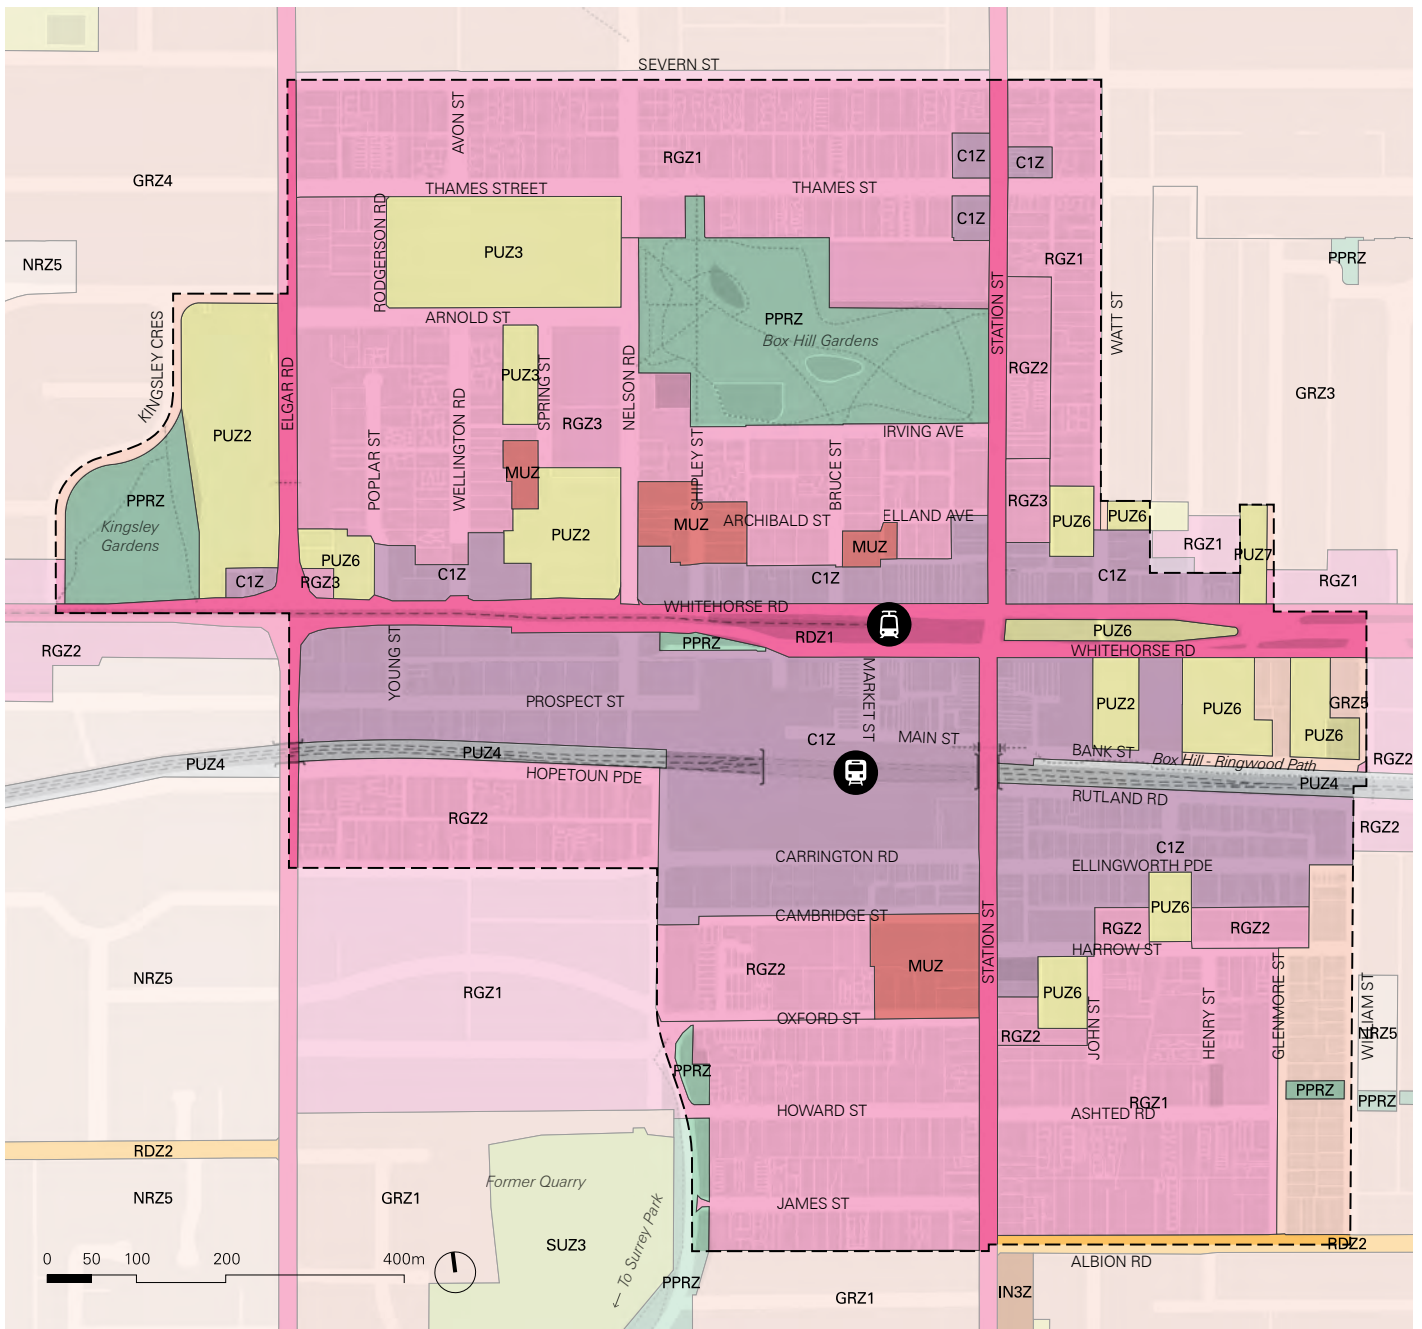 SEVERN ST
AVON ST
RGZ1
C1Z
C1Z
GRZ4
THAMES STREET
THAMES ST
C1Z
RODGERSON RD
PUZ3
NRZ5
RGZ1
PPRZ
STATION ST
WATT ST
KINGSLEY CRES
ARNOLD ST
PPRZ
Box Hill Gardens
ELGAR RD
NELSON RD
PUZ3
SPRING ST
RGZ2
GRZ3
PUZ2
POPLAR ST
WELLINGTON RD
RGZ3
SHIPLEY ST
BRUCE ST
IRVING AVE
PPRZ
Kingsley
Gardens
MUZ
PUZ2
MUZ
ARCHIBALD ST
ELLAND AVE
MUZ
RGZ3
PUZ6
PUZ6
RGZ1
PUZ7
C1Z
RGZ3
PUZ6
C1Z
C1Z
C1Z
RGZ1
WHITEHORSE RD
RDZ1
PUZ6
WHITEHORSE RD
RGZ2
YOUNG ST
PPRZ
MARKET ST
PROSPECT ST
PUZ2
PUZ6
GRZ5
PUZ6
C1Z
MAIN ST
BANK ST
Box Hill - Ringwood Path
RGZ2
PUZ4
PUZ4
HOPETOUN PDE
PUZ4
RUTLAND RD
RGZ2
RGZ2
C1Z
CARRINGTON RD
ELLINGWORTH PDE
CAMBRIDGE ST
PUZ6
RGZ2
RGZ2
HARROW ST
STATION ST
NRZ5
RGZ1
RGZ2
MUZ
PUZ6
JOHN ST
HENRY ST
GLENMORE ST
WILLIAM ST
OXFORD ST
RGZ2
NRZ5
PPRZ
HOWARD ST
RGZ1
ASHTED RD
PPRZ
PPRZ
RDZ2
NRZ5
GRZ1
Former Quarry
SUZ3
← To Surrey Park
JAMES ST
PPRZ
GRZ1
RDZ2
ALBION RD
IN3Z
0 50 100 200 400m